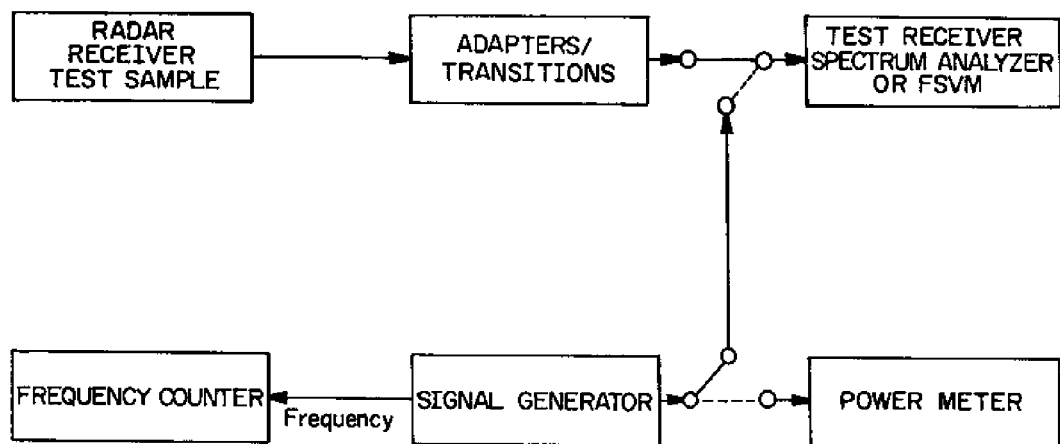 RADAR
RECEIVER
TEST SAMPLE
ADAPTERS/
TRANSITIONS
TEST RECEIVER
SPECTRUM ANALYZER
OR FSVM
FREQUENCY COUNTER
Frequency
SIGNAL GENERATOR
POWER METER